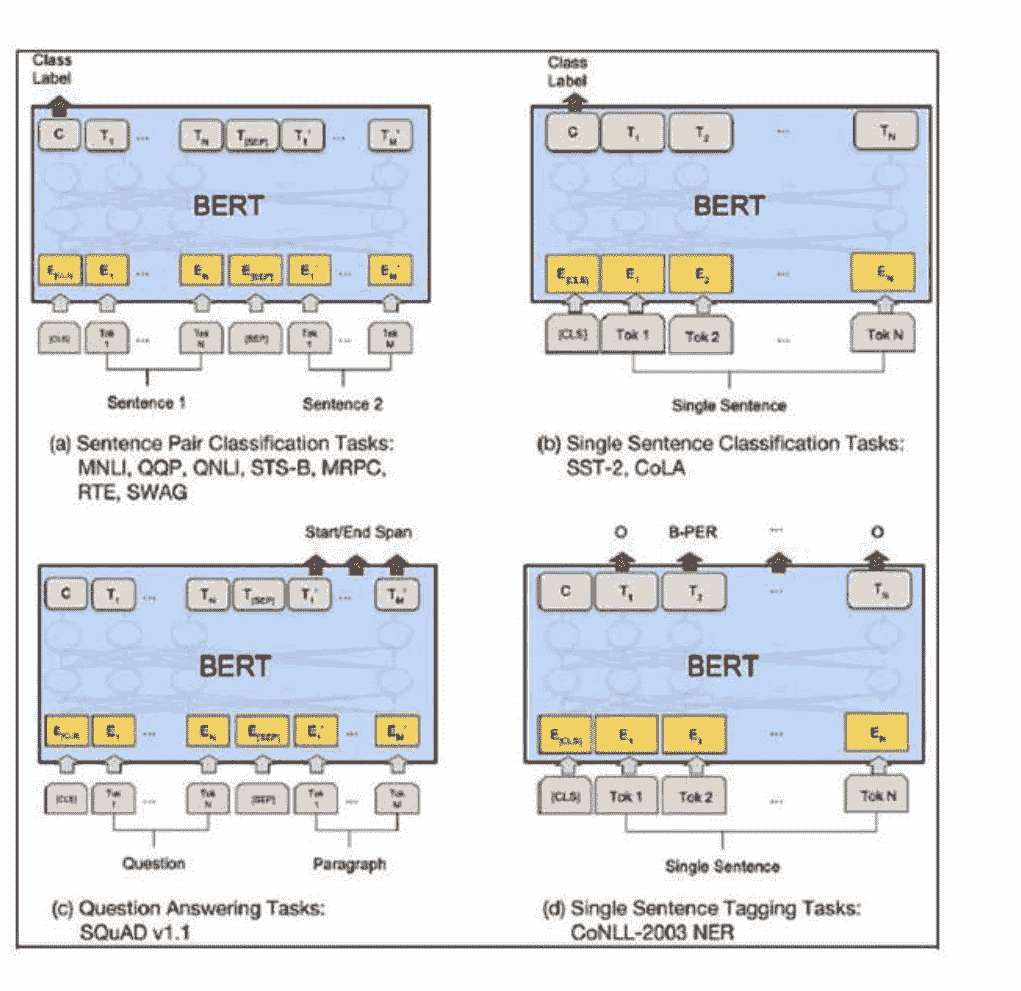 Class
Label
C T1 ... TN T[SEP] T1' ... TM'
BERT
E[CLS] E1 ... EN E[SEP] E1' ... EM'
[CLS] Tok 1 ... Tok N [SEP] Tok 1 ... Tok M
Sentence 1 Sentence 2
(a) Sentence Pair Classification Tasks:
MNLI, QQP, QNLI, STS-B, MRPC,
RTE, SWAG
Class
Label
C T1 T2 ... TN
BERT
E[CLS] E1 E2 ... EN
[CLS] Tok 1 Tok 2 ... Tok N
Single Sentence
(b) Single Sentence Classification Tasks:
SST-2, CoLA
Start/End Span
C T1 ... TN T[SEP] T1' ... TM'
BERT
E[CLS] E1 ... EN E[SEP] E1' ... EM'
[CLS] Tok 1 ... Tok N [SEP] Tok 1 ... Tok M
Question Paragraph
(c) Question Answering Tasks:
SQuAD v1.1
O B-PER ... O
C T1 T2 ... TN
BERT
E[CLS] E1 E2 ... EN
[CLS] Tok 1 Tok 2 ... Tok N
Single Sentence
(d) Single Sentence Tagging Tasks:
CoNLL-2003 NER